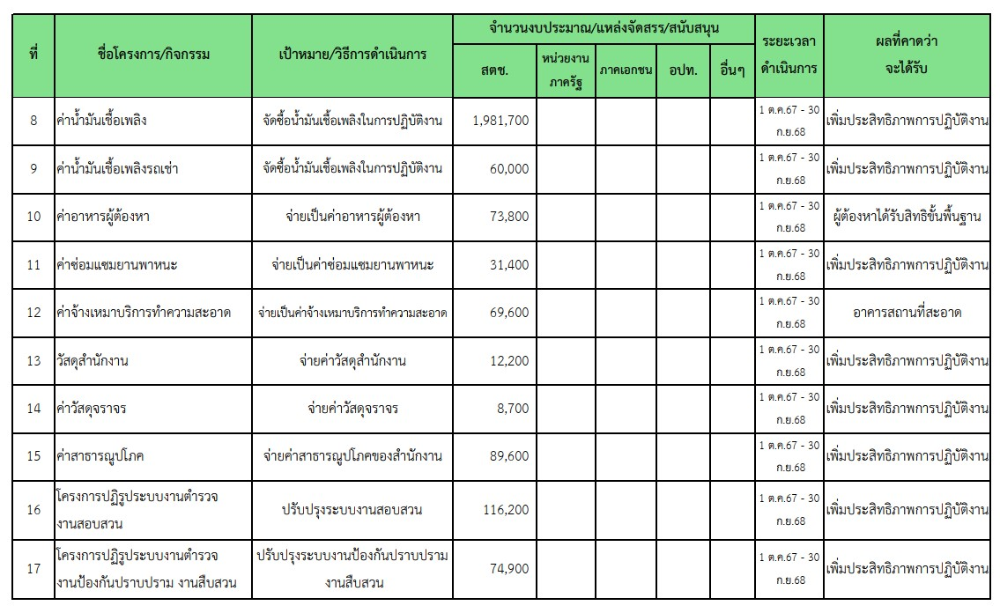 ที่ ชื่อโครงการ/กิจกรรม เป้าหมาย/วิธีการดำเนินการ จำนวนงบประมาณ/แหล่งจัดสรร/สนับสนุน ระยะเวลา ผลที่คาดว่า
สตช. หน่วยงาน ภาคเอกชน อปท. อื่นๆ ดำเนินการ จะได้รับ
ภาครัฐ
8 ค่าน้ำมันเชื้อเพลิง จัดซื้อน้ำมันเชื้อเพลิงในการปฏิบัติงาน 1,981,700 1 ต.ค.67 - 30 เพิ่มประสิทธิภาพการปฏิบัติงาน
ก.ย.68
9 ค่าน้ำมันเชื้อเพลิงรถเช่า จัดซื้อน้ำมันเชื้อเพลิงในการปฏิบัติงาน 60,000 1 ต.ค.67 - 30 เพิ่มประสิทธิภาพการปฏิบัติงาน
ก.ย.68
10 ค่าอาหารผู้ต้องหา จ่ายเป็นค่าอาหารผู้ต้องหา 73,800 1 ต.ค.67 - 30 ผู้ต้องหาได้รับสิทธิขั้นพื้นฐาน
ก.ย.68
11 ค่าซ่อมแซมยานพาหนะ จ่ายเป็นค่าซ่อมแซมยานพาหนะ 31,400 1 ต.ค.67 - 30 เพิ่มประสิทธิภาพการปฏิบัติงาน
ก.ย.68
12 ค่าจ้างเหมาบริการทำความสะอาด จ่ายเป็นค่าจ้างเหมาบริการทำความสะอาด 69,600 1 ต.ค.67 - 30 อาคารสถานที่สะอาด
ก.ย.68
13 วัสดุสำนักงาน จ่ายค่าวัสดุสำนักงาน 12,200 1 ต.ค.67 - 30 เพิ่มประสิทธิภาพการปฏิบัติงาน
ก.ย.68
14 ค่าวัสดุจราจร จ่ายค่าวัสดุจราจร 8,700 1 ต.ค.67 - 30 เพิ่มประสิทธิภาพการปฏิบัติงาน
ก.ย.68
15 ค่าสาธารณูปโภค จ่ายค่าสาธารณูปโภคของสำนักงาน 89,600 1 ต.ค.67 - 30 เพิ่มประสิทธิภาพการปฏิบัติงาน
ก.ย.68
16 โครงการปฏิรูประบบงานตำรวจ ปรับปรุงระบบงานสอบสวน 116,200 1 ต.ค.67 - 30 เพิ่มประสิทธิภาพการปฏิบัติงาน
งานสอบสวน ก.ย.68
17 โครงการปฏิรูประบบงานตำรวจ ปรับปรุงระบบงานป้องกันปราบปราม 74,900 1 ต.ค.67 - 30 เพิ่มประสิทธิภาพการปฏิบัติงาน
งานป้องกันปราบปราม งานสืบสวน งานสืบสวน ก.ย.68